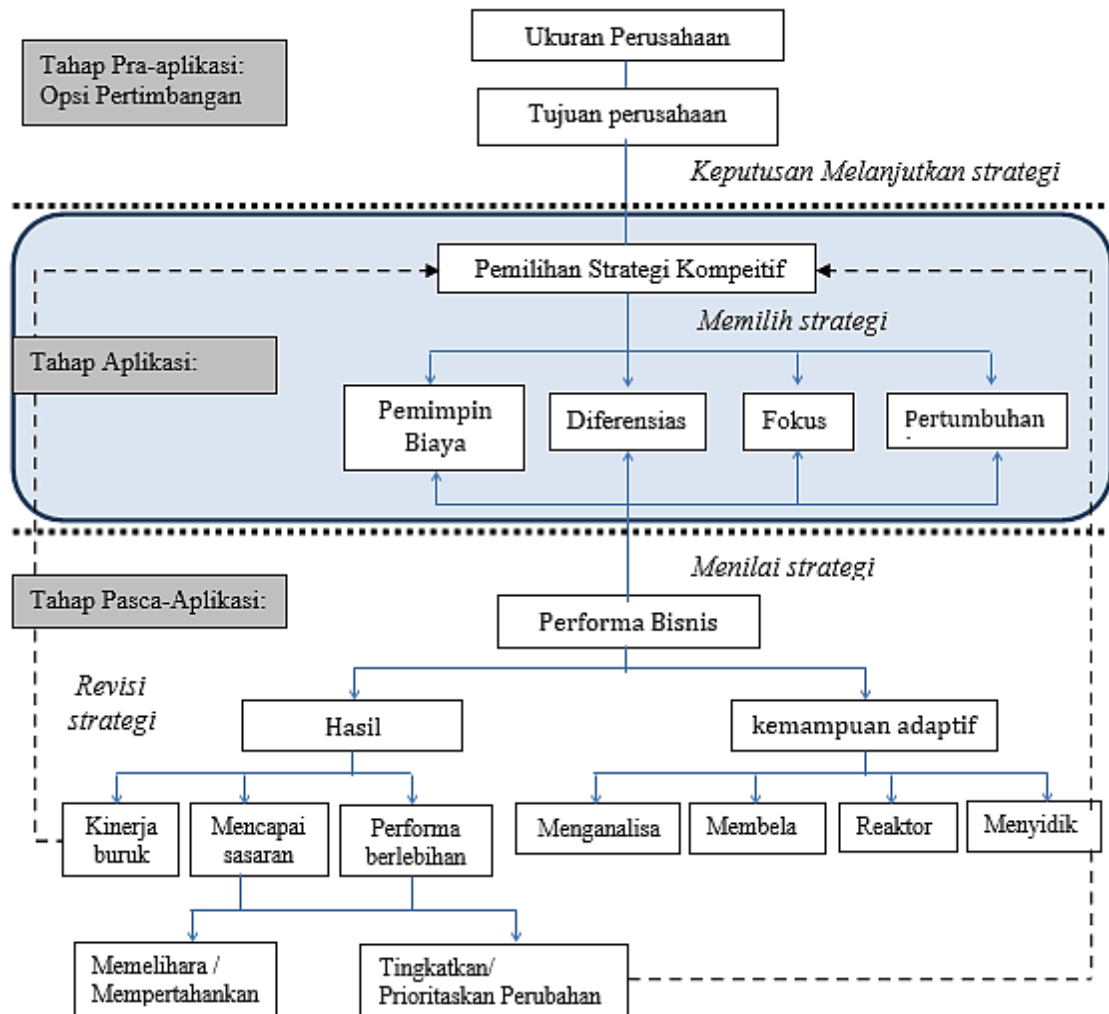 Ukuran Perusahaan
Tahap Pra-aplikasi:
Opsi Pertimbangan
Tujuan perusahaan
Keputusan Melanjutkan strategi
Pemilihan Strategi Kompeitif
Memilih strategi
Tahap Aplikasi:
Pemimpin
Biaya
Diferensias
Fokus
Pertumbuhan
Menilai strategi
Tahap Pasca-Aplikasi:
Performa Bisnis
Revisi
strategi
Hasil
kemampuan adaptif
Kinerja
buruk
Mencapai
sasaran
Performa
berlebihan
Menganalisa
Membela
Reaktor
Menyidik
Memelihara /
Mempertahankan
Tingkatkan/
Prioritaskan Perubahan